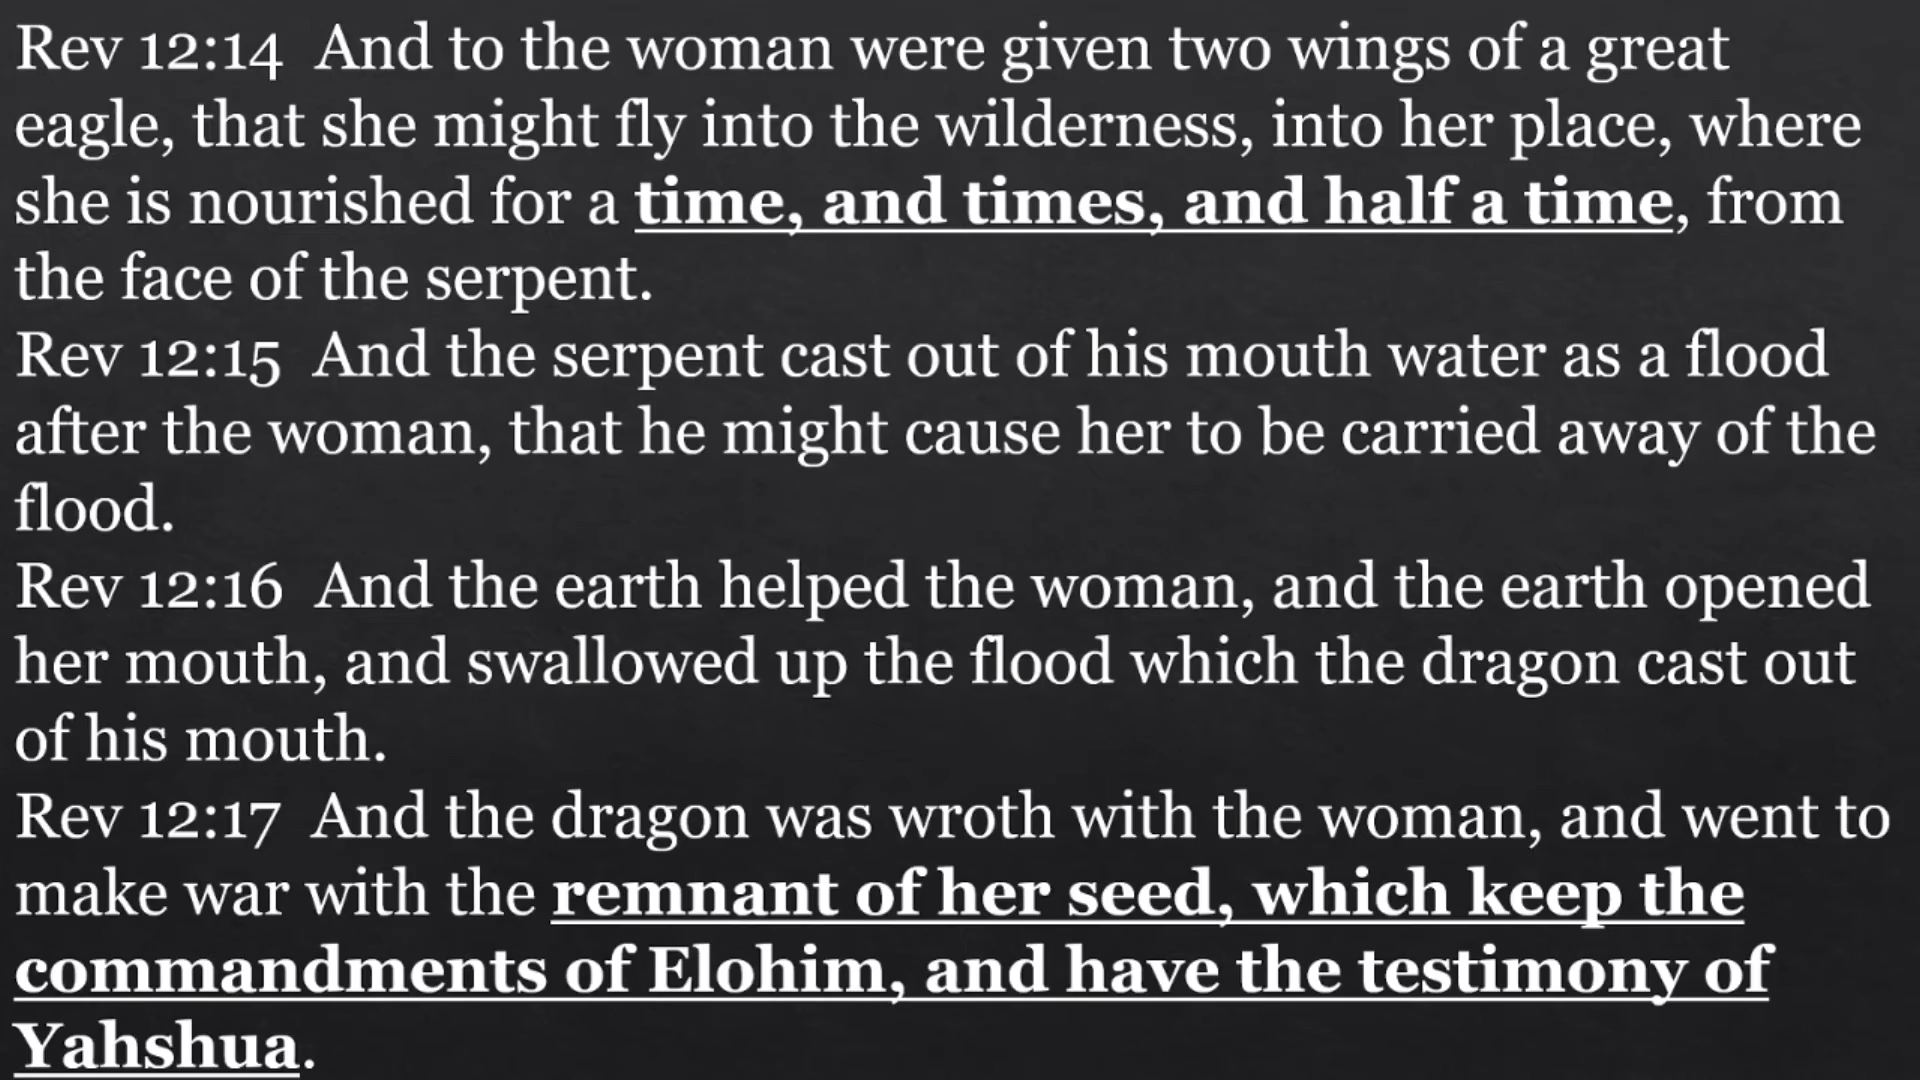 Rev 12:14  And to the woman were given two wings of a great
eagle, that she might fly into the wilderness, into her place, where
she is nourished for a time, and times, and half a time, from
the face of the serpent.
Rev 12:15  And the serpent cast out of his mouth water as a flood
after the woman, that he might cause her to be carried away of the
flood.
Rev 12:16  And the earth helped the woman, and the earth opened
her mouth, and swallowed up the flood which the dragon cast out
of his mouth.
Rev 12:17  And the dragon was wroth with the woman, and went to
make war with the remnant of her seed, which keep the
commandments of Elohim, and have the testimony of
Yahshua.